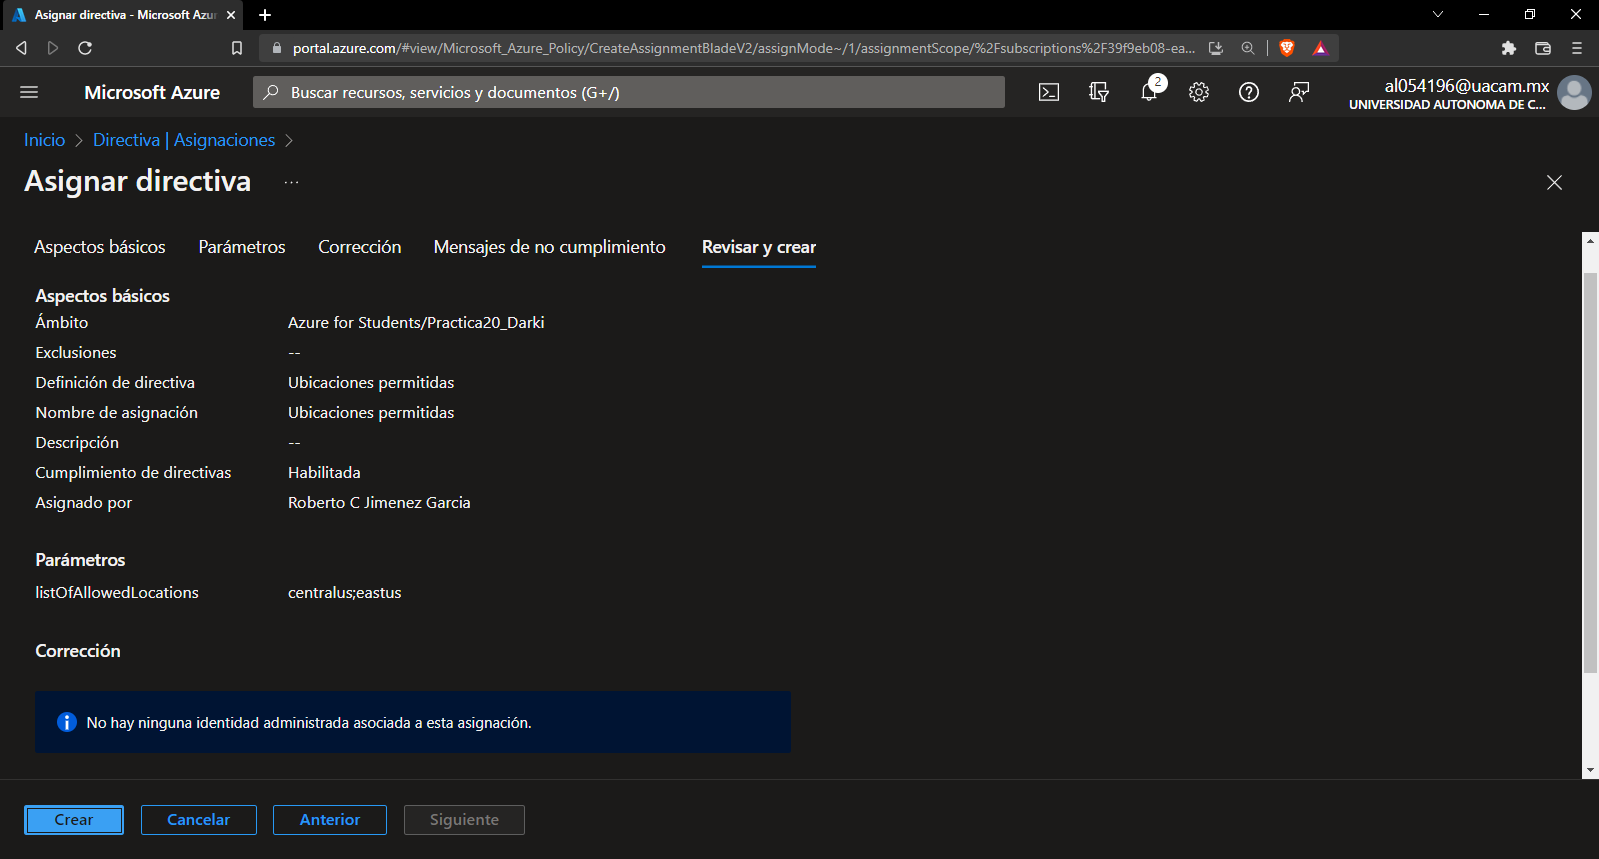 Asignar directiva - Microsoft Azur
portal.azure.com/#view/Microsoft_Azure_Policy/CreateAssignmentBladeV2/assignMode~/1/assignmentScope/%2Fsubscriptions%2F39f9eb08-ea...
Microsoft Azure
Buscar recursos, servicios y documentos (G+/)
2
al054196@uacam.mx
UNIVERSIDAD AUTONOMA DE C...
Inicio > Directiva | Asignaciones >
Asignar directiva ...
Aspectos básicos Parámetros Corrección Mensajes de no cumplimiento Revisar y crear
Aspectos básicos
Ámbito Azure for Students/Practica20_Darki
Exclusiones --
Definición de directiva Ubicaciones permitidas
Nombre de asignación Ubicaciones permitidas
Descripción --
Cumplimiento de directivas Habilitada
Asignado por Roberto C Jimenez Garcia
Parámetros
listOfAllowedLocations centralus;eastus
Corrección
No hay ninguna identidad administrada asociada a esta asignación.
Crear Cancelar Anterior Siguiente